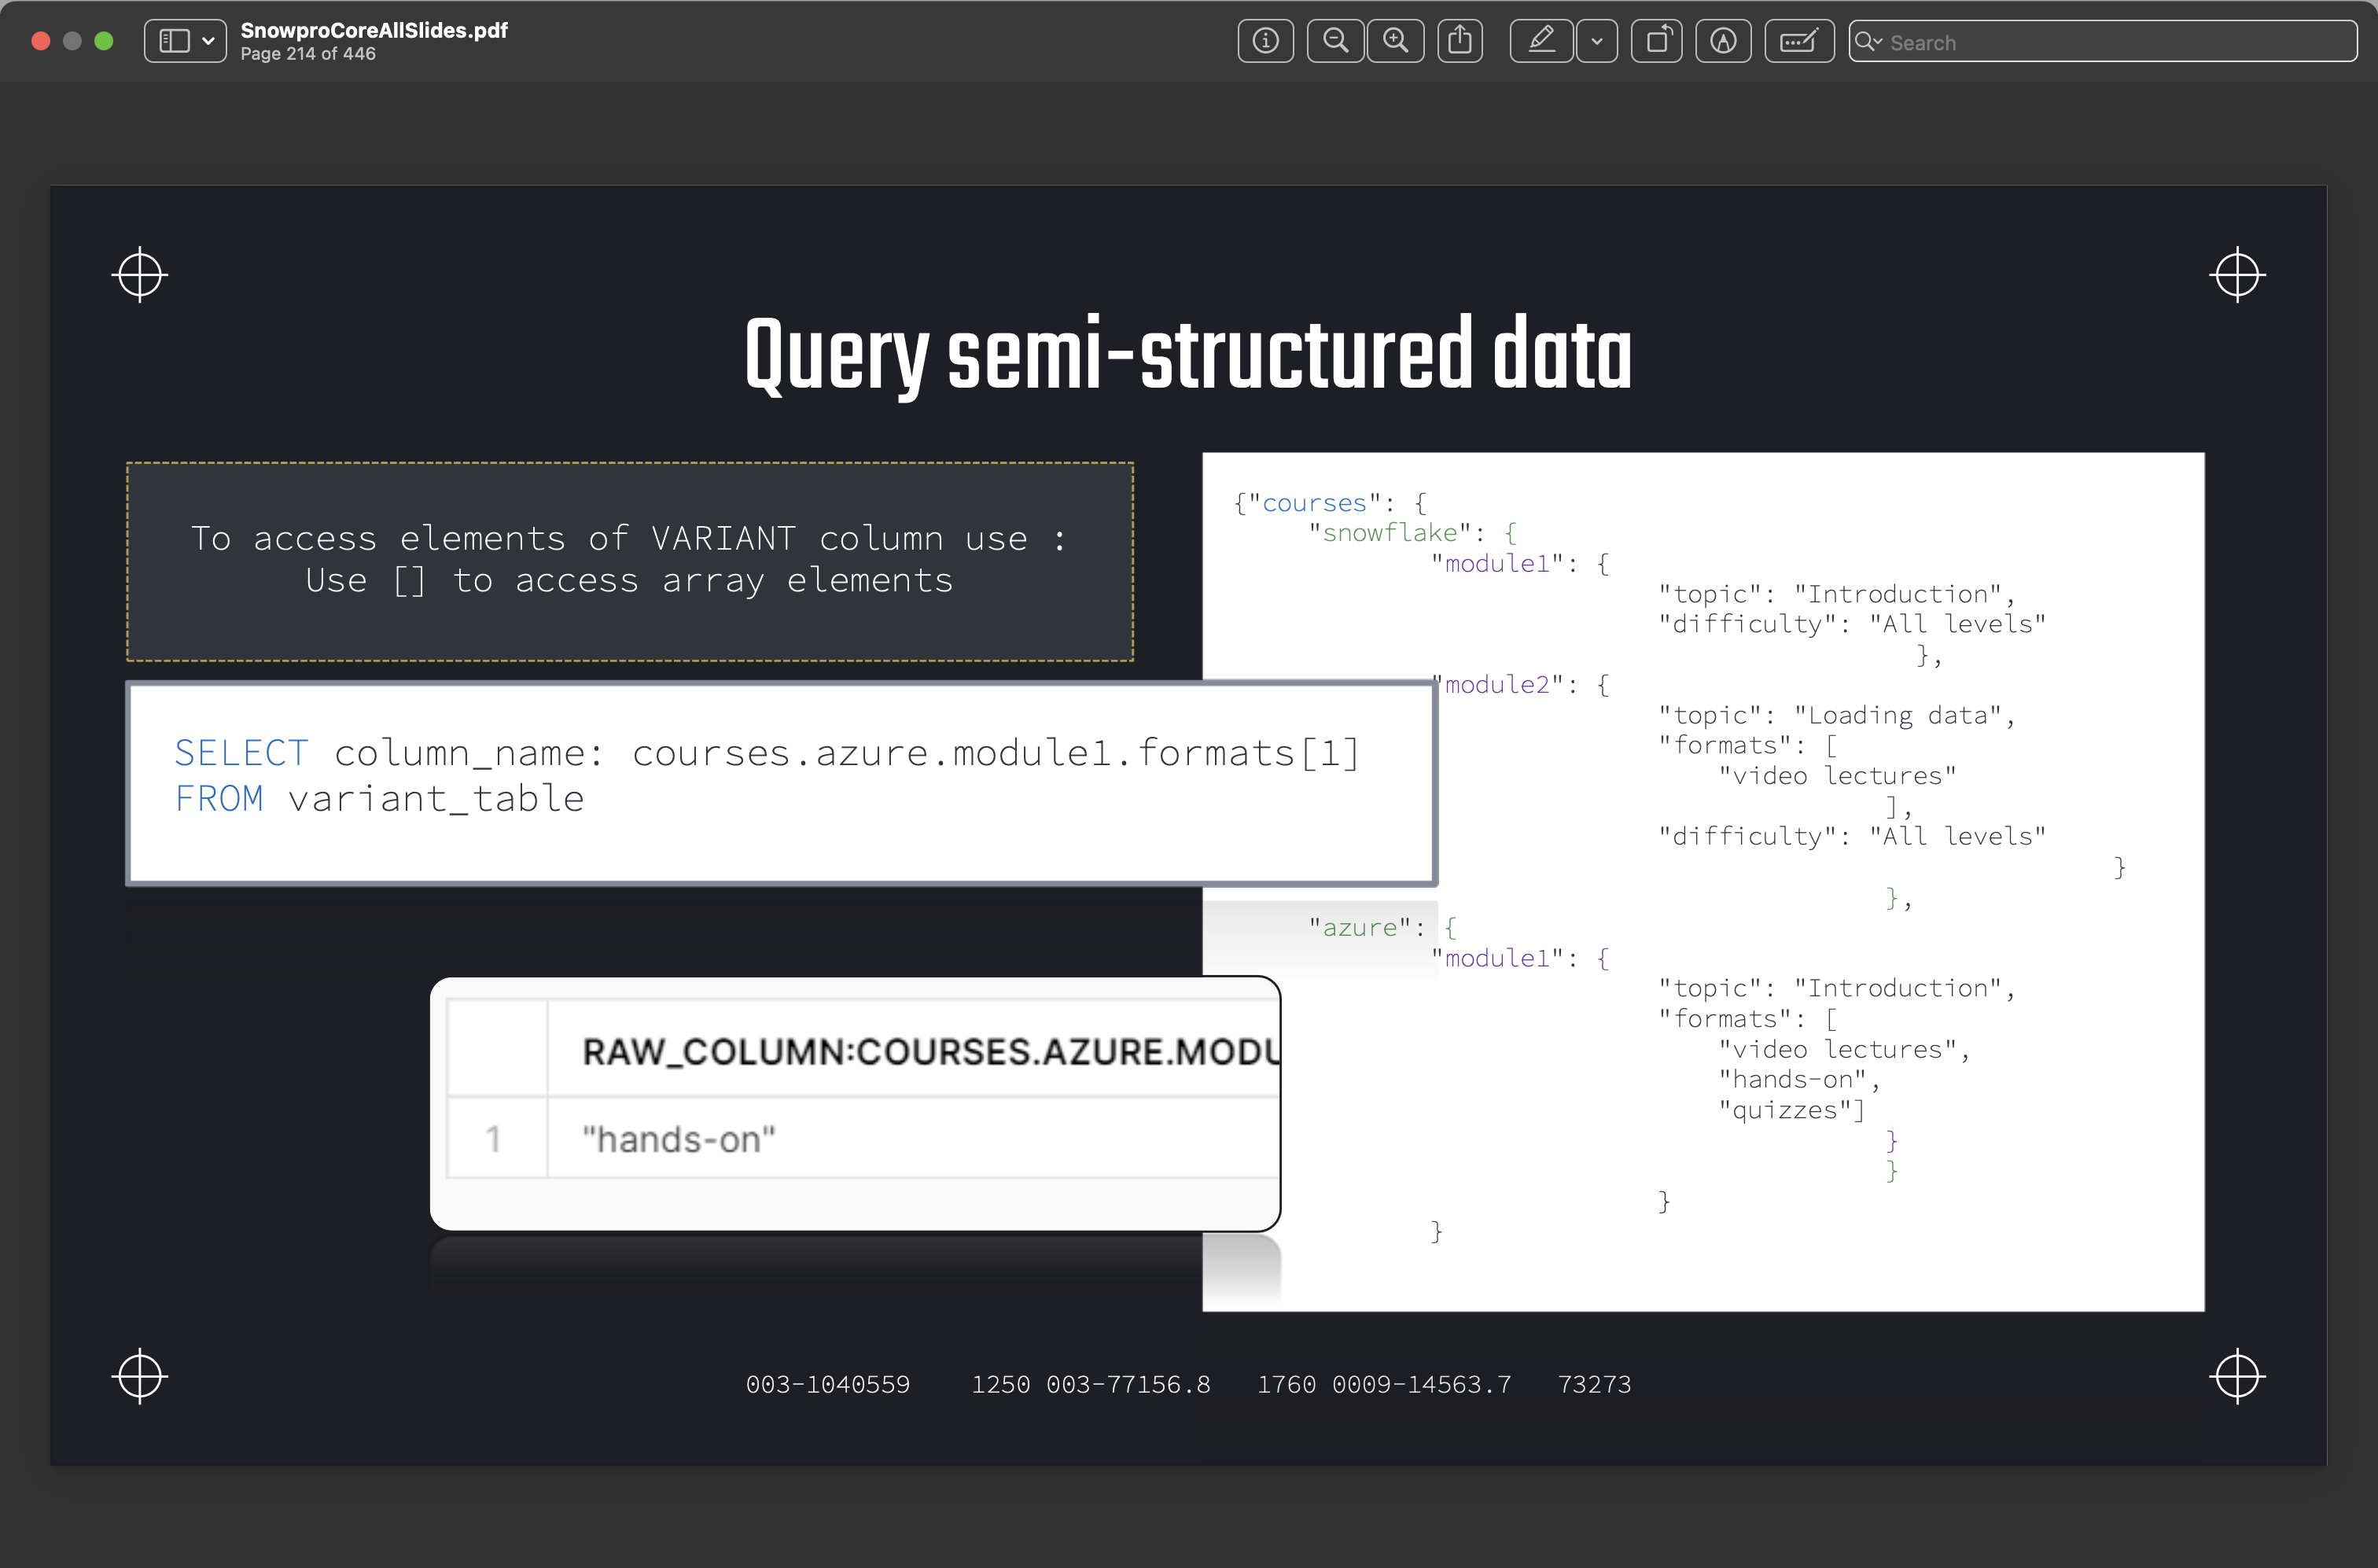 SnowproCoreAllSlides.pdf
Page 214 of 446
Search
Query semi-structured data
To access elements of VARIANT column use :
Use [] to access array elements
SELECT column_name: courses.azure.module1.formats[1]
FROM variant_table
RAW_COLUMN:COURSES.AZURE.MODU
1 "hands-on"
{"courses": {
"snowflake": {
"module1": {
"topic": "Introduction",
"difficulty": "All levels"
},
"module2": {
"topic": "Loading data",
"formats": [
"video lectures"
],
"difficulty": "All levels"
}
},
"azure": {
"module1": {
"topic": "Introduction",
"formats": [
"video lectures",
"hands-on",
"quizzes"]
}
}
}
}
003-1040559 1250 003-77156.8 1760 0009-14563.7 73273